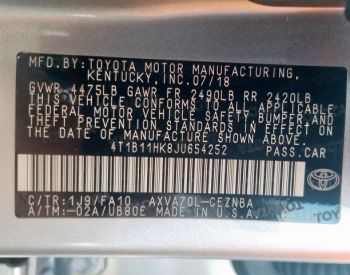 MFD.BY:TOYOTA MOTOR MANUFACTURING,
KENTUCKY,INC.07/18
GVWR 4475LB GAWR FR 2490LB RR 2420LB
THIS VEHICLE CONFORMS TO ALL APPLICABLE
FEDERAL MOTOR VEHICLE SAFETY BUMPER, AND
THEFT PREVENTION STANDARDS IN EFFECT ON
THE DATE OF MANUFACTURE SHOWN ABOVE.
4T1B11HK8JU654252
PASS.CAR
C/TR:1J9/FA10 AXVA70L-CEZNBA
A/TM:-02A/UB80E MADE IN U.S.A.
TOYOTA